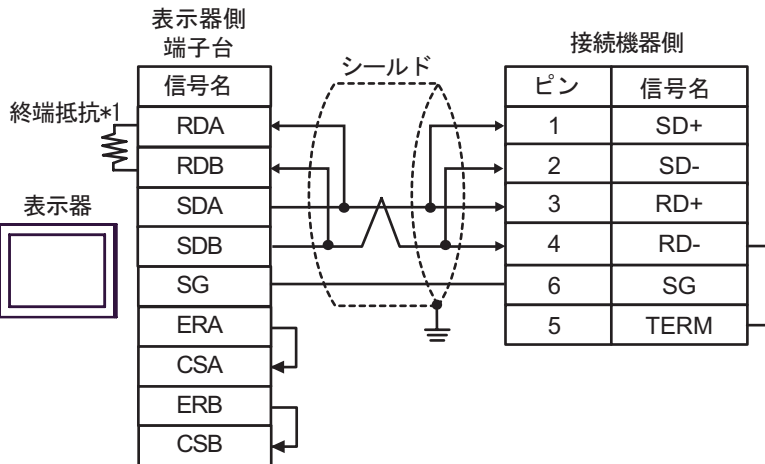 表示器側
端子台
接続機器側
シールド
信号名
ピン 信号名
終端抵抗*1
RDA
1 SD+
RDB
2 SD-
表示器
SDA
3 RD+
SDB
4 RD-
SG
6 SG
ERA
5 TERM
CSA
ERB
CSB